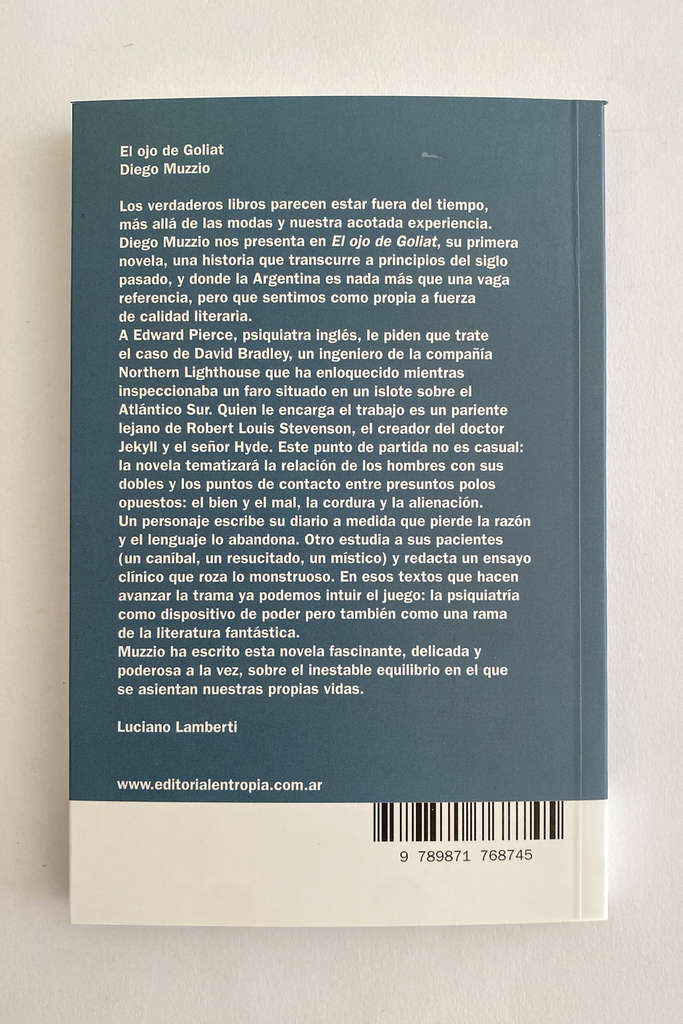 El ojo de Goliat
Diego Muzzio
Los verdaderos libros parecen estar fuera del tiempo,
más allá de las modas y nuestra acotada experiencia.
Diego Muzzio nos presenta en El ojo de Goliat, su primera
novela, una historia que transcurre a principios del siglo
pasado, y donde la Argentina es nada más que una vaga
referencia, pero que sentimos como propia a fuerza
de calidad literaria.
A Edward Pierce, psiquiatra inglés, le piden que trate
el caso de David Bradley, un ingeniero de la compañía
Northern Lighthouse que ha enloquecido mientras
inspeccionaba un faro situado en un islote sobre el
Atlántico Sur. Quien le encarga el trabajo es un pariente
lejano de Robert Louis Stevenson, el creador del doctor
Jekyll y el señor Hyde. Este punto de partida no es casual:
la novela tematizará la relación de los hombres con sus
dobles y los puntos de contacto entre presuntos polos
opuestos: el bien y el mal, la cordura y la alienación.
Un personaje escribe su diario a medida que pierde la razón
y el lenguaje lo abandona. Otro estudia a sus pacientes
(un caníbal, un resucitado, un místico) y redacta un ensayo
clínico que roza lo monstruoso. En esos textos que hacen
avanzar la trama ya podemos intuir el juego: la psiquiatría
como dispositivo de poder pero también como una rama
de la literatura fantástica.
Muzzio ha escrito esta novela fascinante, delicada y
poderosa a la vez, sobre el inestable equilibrio en el que
se asientan nuestras propias vidas.
Luciano Lamberti
www.editorialentropia.com.ar
9 789871 768745